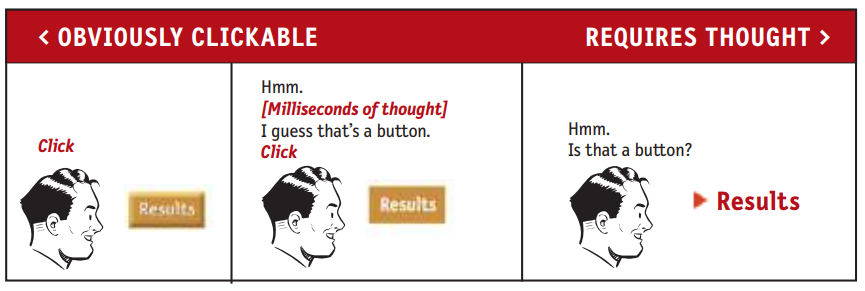 < OBVIOUSLY CLICKABLE
REQUIRES THOUGHT >
Click
Results
Hmm.
[Milliseconds of thought]
I guess that's a button.
Click
Results
Hmm.
Is that a button?
Results